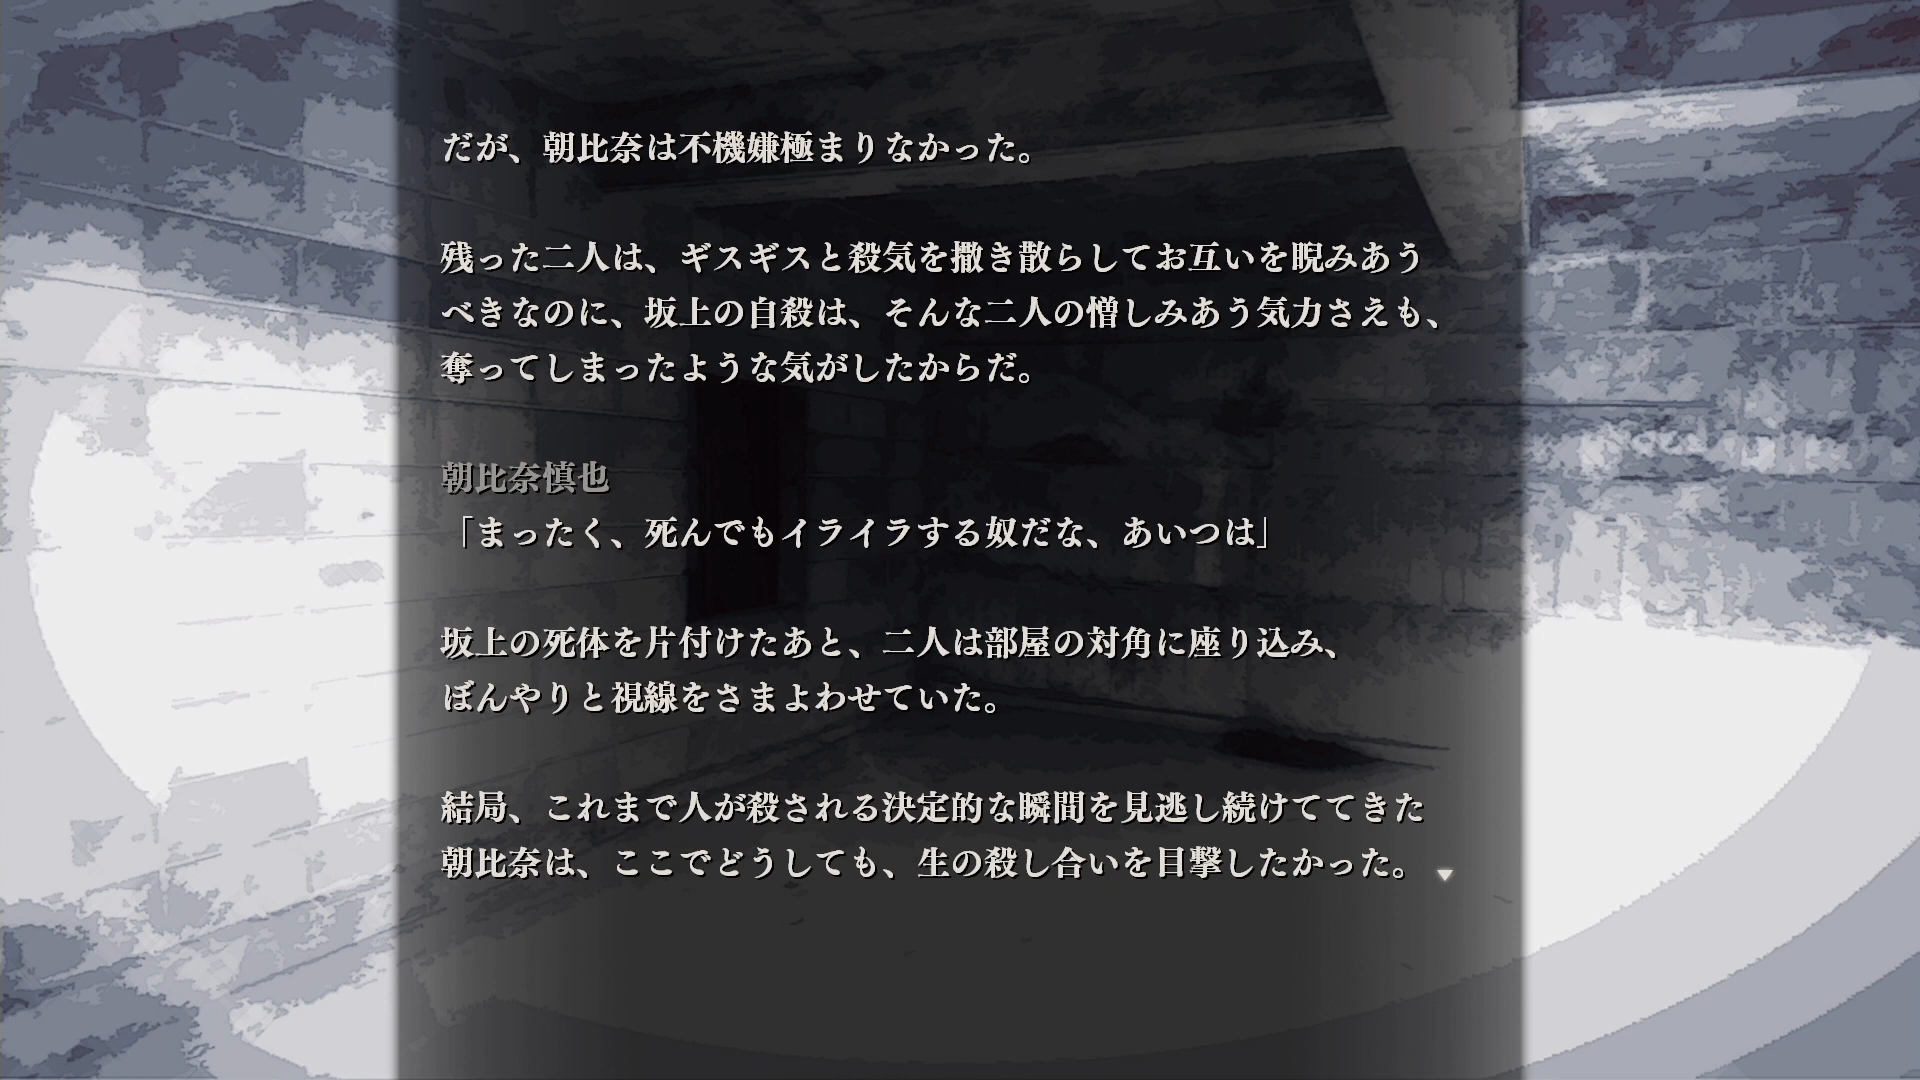 だが、朝比奈は不機嫌極まりなかった。
残った二人は、ギスギスと殺気を撒き散らしてお互いを睨みあう
べきなのに、坂上の自殺は、そんな二人の憎しみあう気力さえも、
奪ってしまったような気がしたからだ。
朝比奈慎也
「まったく、死んでもイライラする奴だな、あいつは」
坂上の死体を片付けたあと、二人は部屋の対角に座り込み、
ぼんやりと視線をさまよわせていた。
結局、これまで人が殺される決定的な瞬間を見逃し続けててきた
朝比奈は、ここでどうしても、生の殺し合いを目撃したかった。